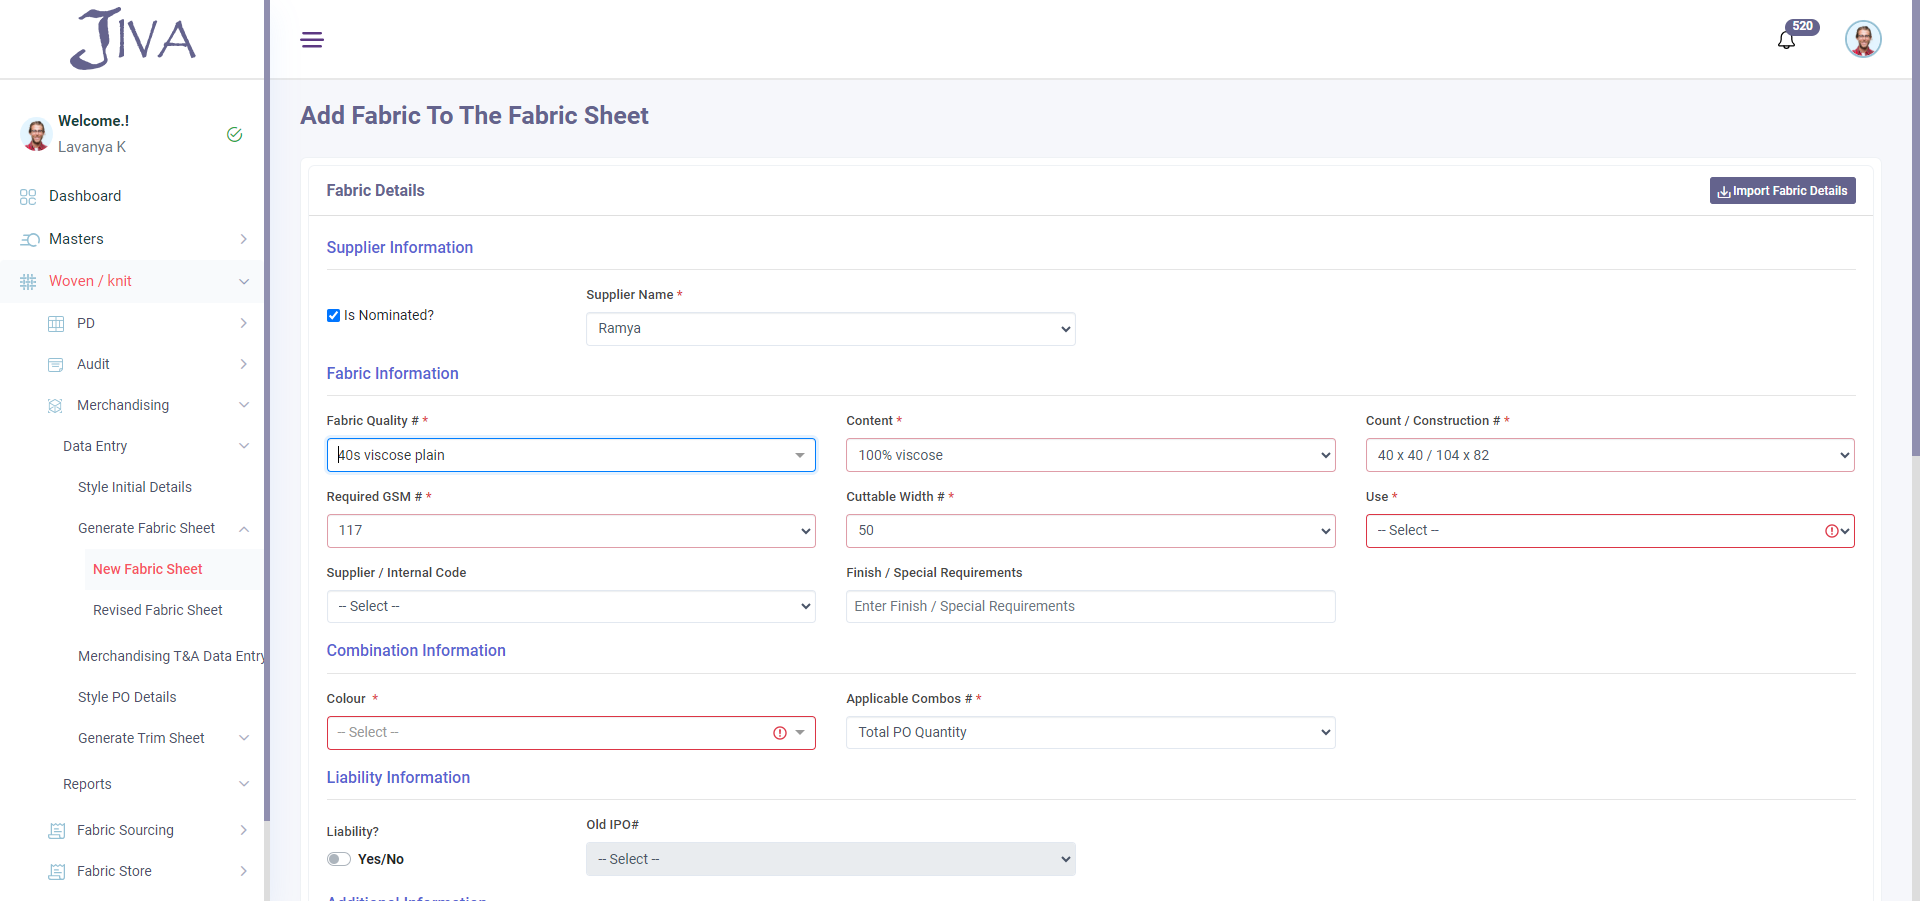 JIVA
520
Welcome.!
Lavanya K
Dashboard
Masters
Woven / knit
PD
Audit
Merchandising
Data Entry
Style Initial Details
Generate Fabric Sheet
New Fabric Sheet
Revised Fabric Sheet
Merchandising T&A Data Entry
Style PO Details
Generate Trim Sheet
Reports
Fabric Sourcing
Fabric Store
Add Fabric To The Fabric Sheet
Fabric Details
Import Fabric Details
Supplier Information
Is Nominated?
Supplier Name *
Ramya
Fabric Information
Fabric Quality # *
Content *
Count / Construction # *
40s viscose plain
100% viscose
40 x 40 / 104 x 82
Required GSM # *
Cuttable Width # *
Use *
117
50
-- Select --
Supplier / Internal Code
Finish / Special Requirements
-- Select --
Enter Finish / Special Requirements
Combination Information
Colour *
Applicable Combos # *
-- Select --
Total PO Quantity
Liability Information
Liability?
Old IPO#
Yes/No
-- Select --
Additional Information